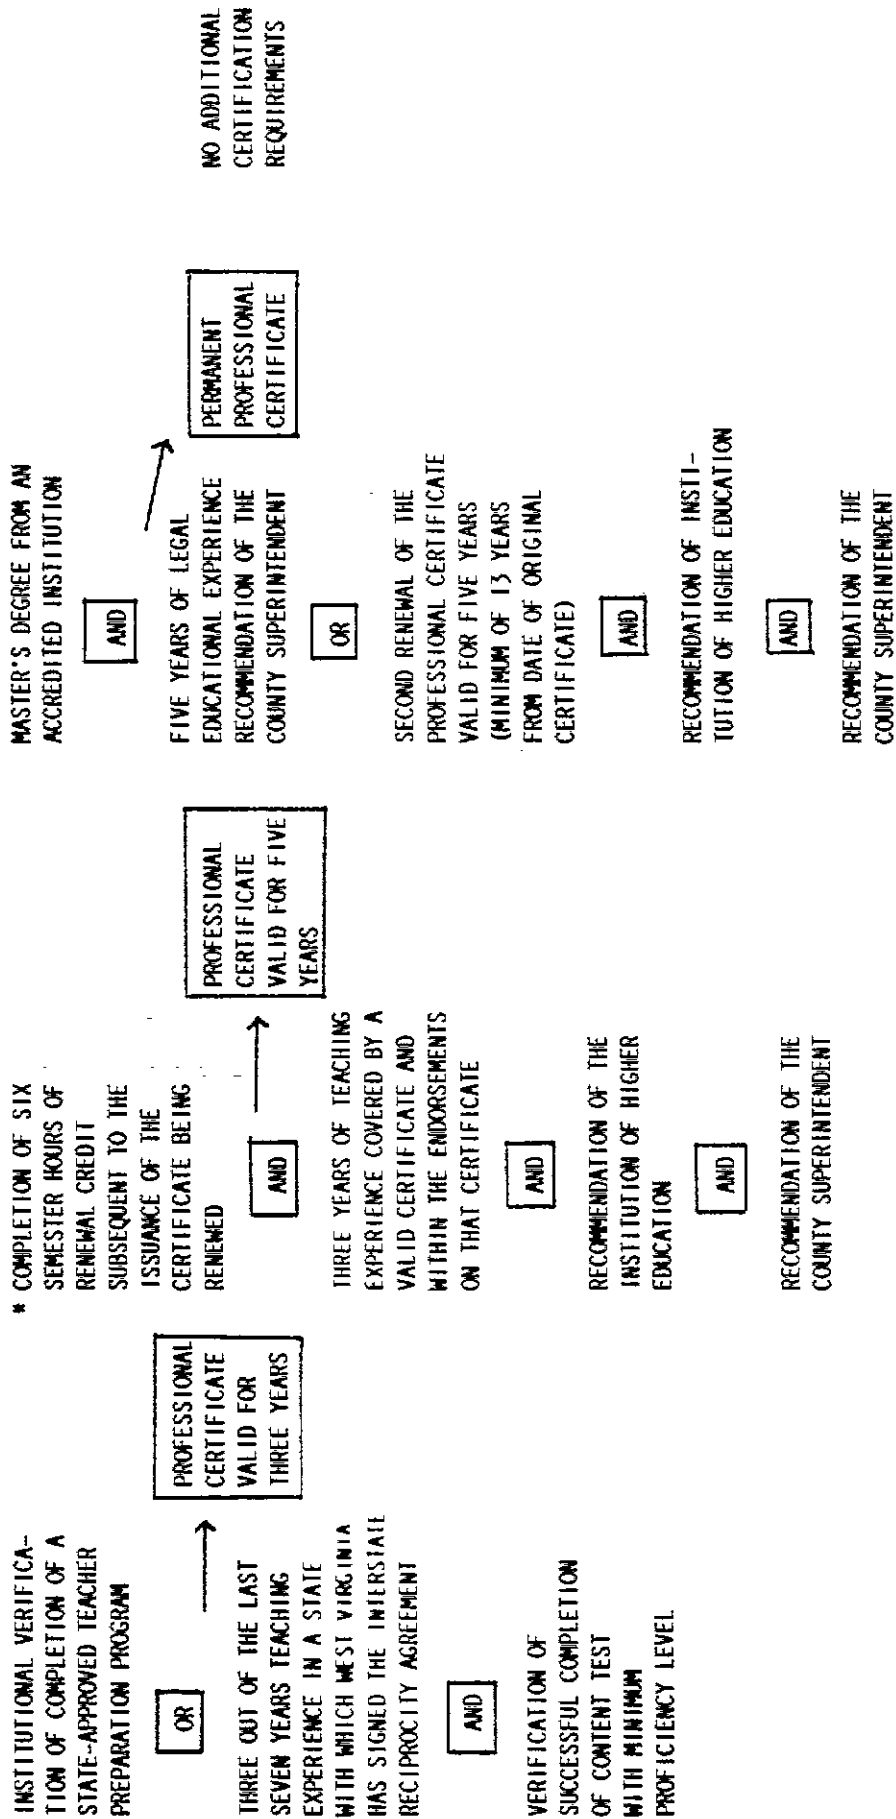 INSTITUTIONAL VERIFICA-
TION OF COMPLETION OF A
STATE-APPROVED TEACHER
PREPARATION PROGRAM
OR
THREE OUT OF THE LAST
SEVEN YEARS TEACHING
EXPERIENCE IN A STATE
WITH WHICH WEST VIRGINIA
HAS SIGNED THE INTERSTATE
RECIPROCITY AGREEMENT
AND
VERIFICATION OF
SUCCESSFUL COMPLETION
OF CONTENT TEST
WITH MINIMUM
PROFICIENCY LEVEL
PROFESSIONAL
CERTIFICATE
VALID FOR
THREE YEARS
* COMPLETION OF SIX
SEMESTER HOURS OF
RENEWAL CREDIT
SUBSEQUENT TO THE
ISSUANCE OF THE
CERTIFICATE BEING
RENEWED
AND
THREE YEARS OF TEACHING
EXPERIENCE COVERED BY A
VALID CERTIFICATE AND
WITHIN THE ENDORSEMENTS
ON THAT CERTIFICATE
AND
RECOMMENDATION OF THE
INSTITUTION OF HIGHER
EDUCATION
AND
RECOMMENDATION OF THE
COUNTY SUPERINTENDENT
PROFESSIONAL
CERTIFICATE
VALID FOR FIVE
YEARS
MASTER'S DEGREE FROM AN
ACCREDITED INSTITUTION
AND
FIVE YEARS OF LEGAL
EDUCATIONAL EXPERIENCE
RECOMMENDATION OF THE
COUNTY SUPERINTENDENT
OR
SECOND RENEWAL OF THE
PROFESSIONAL CERTIFICATE
VALID FOR FIVE YEARS
(MINIMUM OF 13 YEARS
FROM DATE OF ORIGINAL
CERTIFICATE)
AND
RECOMMENDATION OF INSTI-
TUTION OF HIGHER EDUCATION
AND
RECOMMENDATION OF THE
COUNTY SUPERINTENDENT
PERMANENT
PROFESSIONAL
CERTIFICATE
NO ADDITIONAL
CERTIFICATION
REQUIREMENTS